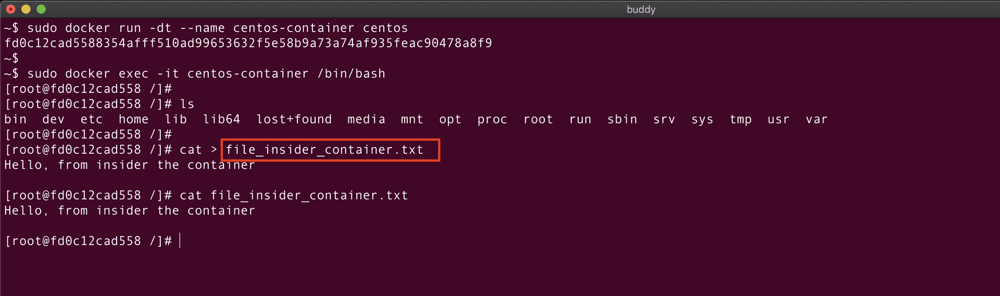 buddy
~$ sudo docker run -dt --name centos-container centos
fd0c12cad5588354afff510ad99653632f5e58b9a73a74af935feac90478a8f9
~$
~$ sudo docker exec -it centos-container /bin/bash
[root@fd0c12cad558 /]#
[root@fd0c12cad558 /]# ls
bin  dev  etc  home  lib  lib64  lost+found  media  mnt  opt  proc  root  run  sbin  srv  sys  tmp  usr  var
[root@fd0c12cad558 /]#
[root@fd0c12cad558 /]# cat > file_insider_container.txt
Hello, from insider the container
[root@fd0c12cad558 /]# cat file_insider_container.txt
Hello, from insider the container
[root@fd0c12cad558 /]#